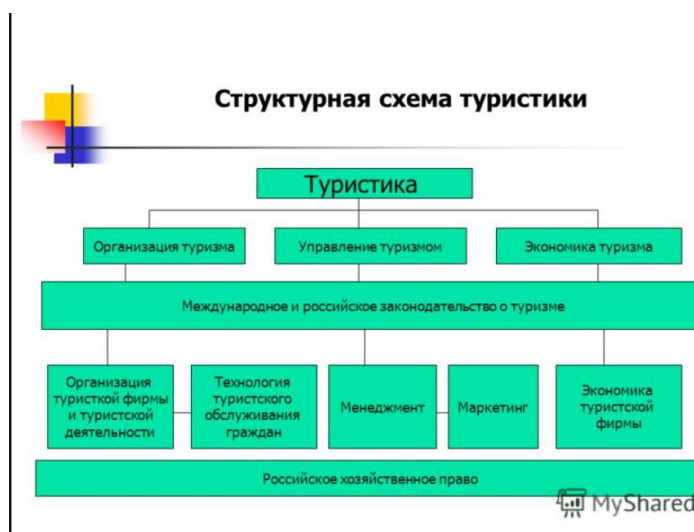 Структурная схема туристики
Туристика
Организация туризма
Управление туризмом
Экономика туризма
Международное и российское законодательство о туризме
Организация
туристкой фирмы
и туристской
деятельности
Технология
туристского
обслуживания
граждан
Менеджмент
Маркетинг
Экономика
туристской
фирмы
Российское хозяйственное право
MyShared